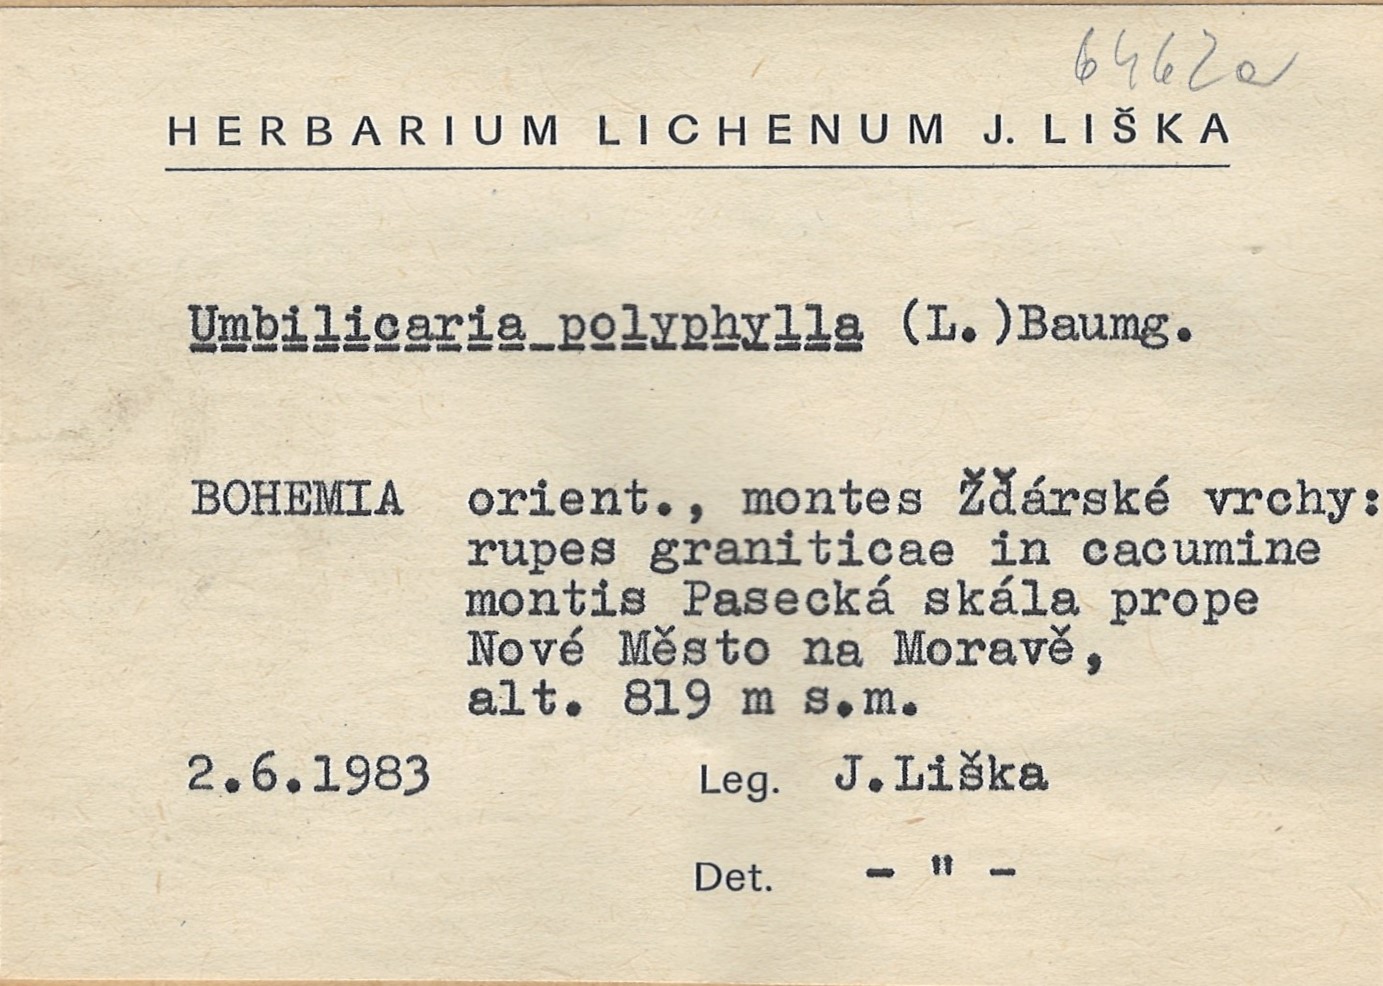 6462a
HERBARIUM LICHENUM J. LIŠKA
Umbilicaria polyphylla (L.)Baumg.
BOHEMIA orient., montes Žďárské vrchy:
rupes graniticae in cacumine
montis Pasecká skála prope
Nové Město na Moravě,
alt. 819 m s.m.
2.6.1983 Leg. J.Liška
Det. - " -